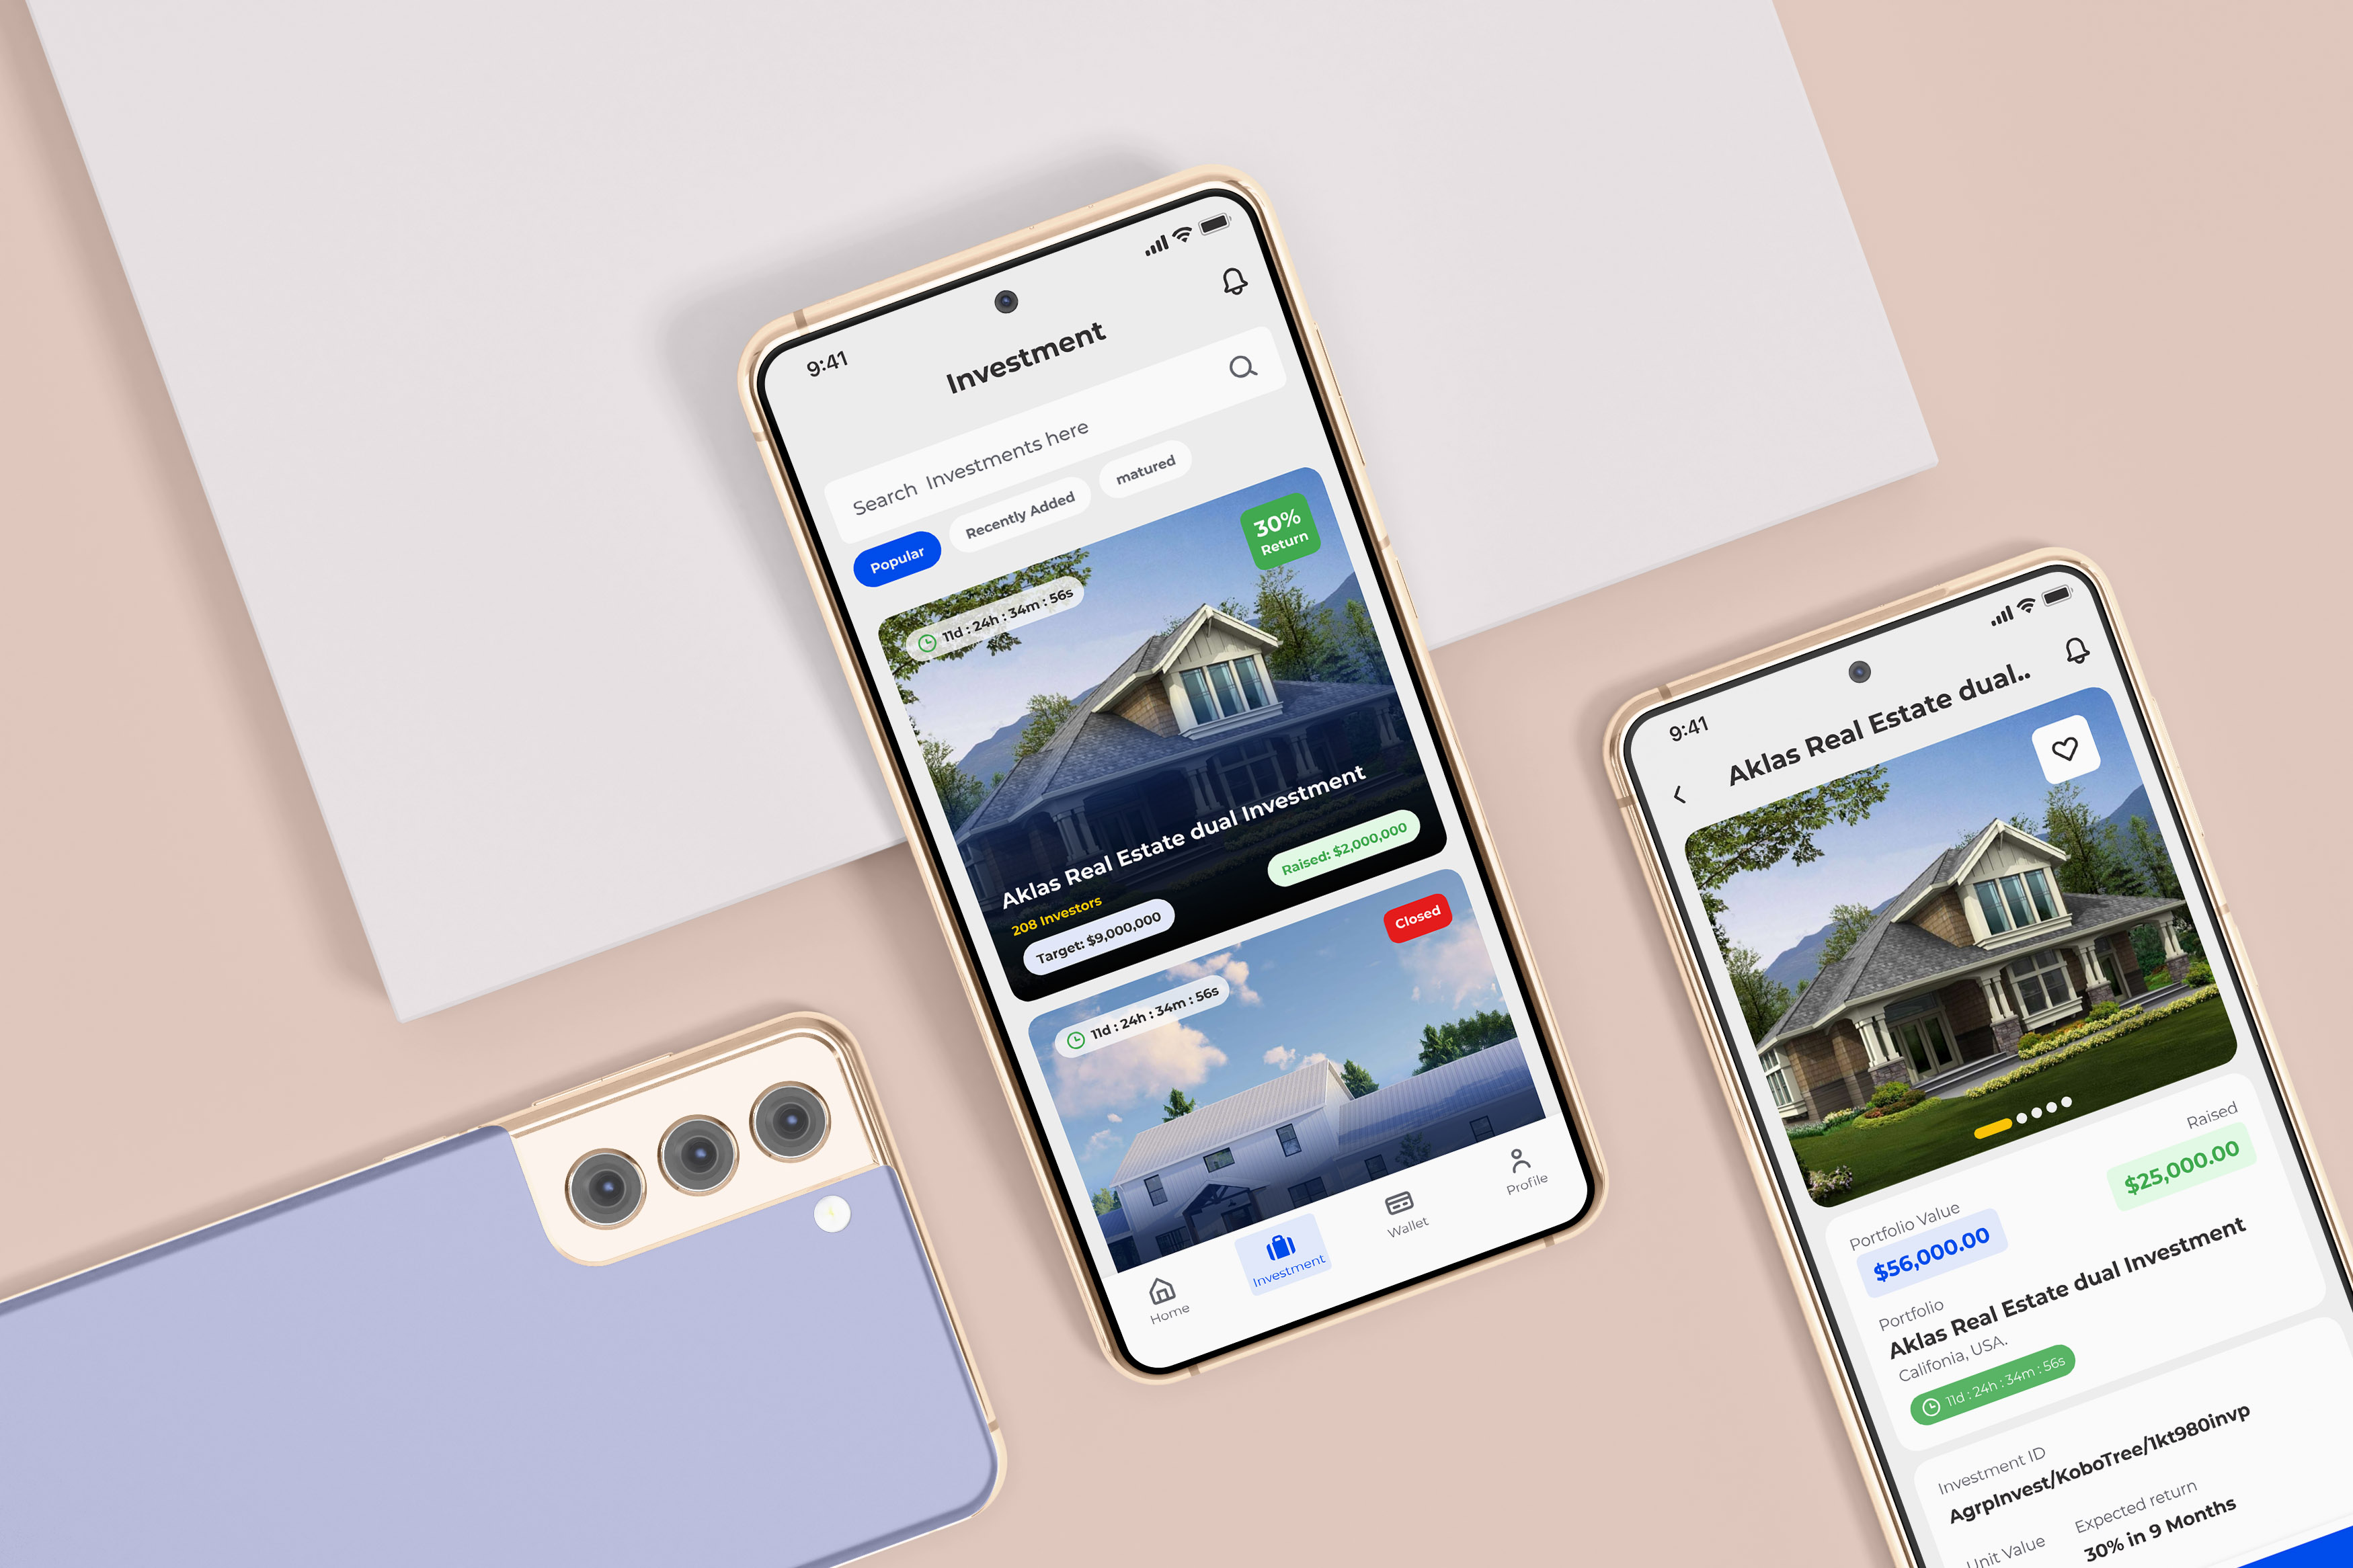 9:41
Investment
Search Investments here
Popular
Recently Added
matured
11d : 24h : 34m : 56s
30%
Return
Aklas Real Estate dual Investment
208 Investors
Target: $9,000,000
Raised: $2,000,000
11d : 24h : 34m : 56s
Closed
Home
Investment
Wallet
Profile
9:41
Aklas Real Estate dual..
Portfolio Value
$56,000.00
Raised
$25,000.00
Portfolio
Aklas Real Estate dual Investment
Califonia, USA.
11d : 24h : 34m : 56s
Investment ID
AgrpInvest/KoboTree/1kt980invp
Unit Value
Expected return
30% in 9 Months